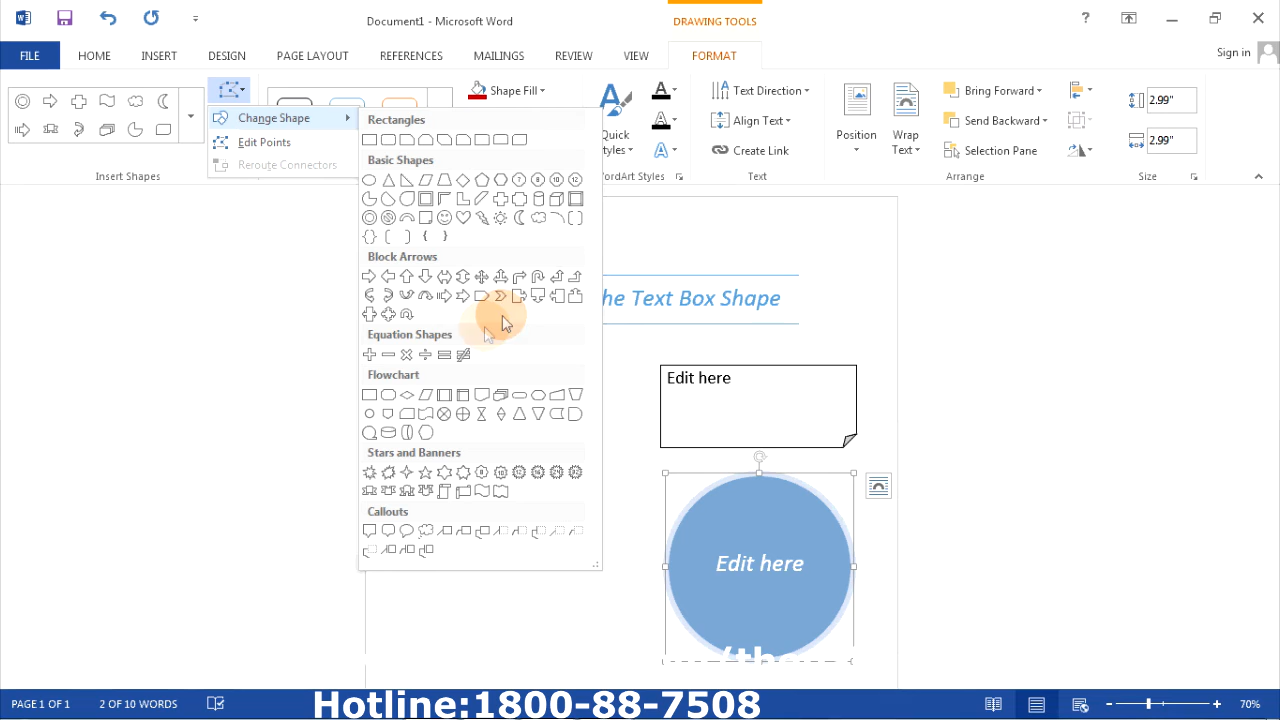 Document1 - Microsoft Word
DRAWING TOOLS
Sign in
FILE
HOME
INSERT
DESIGN
PAGE LAYOUT
REFERENCES
MAILINGS
REVIEW
VIEW
FORMAT
Change Shape
Edit Points
Reroute Connectors
Insert Shapes
Rectangles
Basic Shapes
Block Arrows
Equation Shapes
Flowchart
Stars and Banners
Callouts
Shape Fill
Quick
Styles
WordArt Styles
Text Direction
Align Text
Create Link
Text
Position
Wrap
Text
Bring Forward
Send Backward
Selection Pane
Arrange
2.99"
2.99"
Size
he Text Box Shape
Edit here
Edit here
PAGE 1 OF 1
2 OF 10 WORDS
Hotline:1800-88-7508
70%